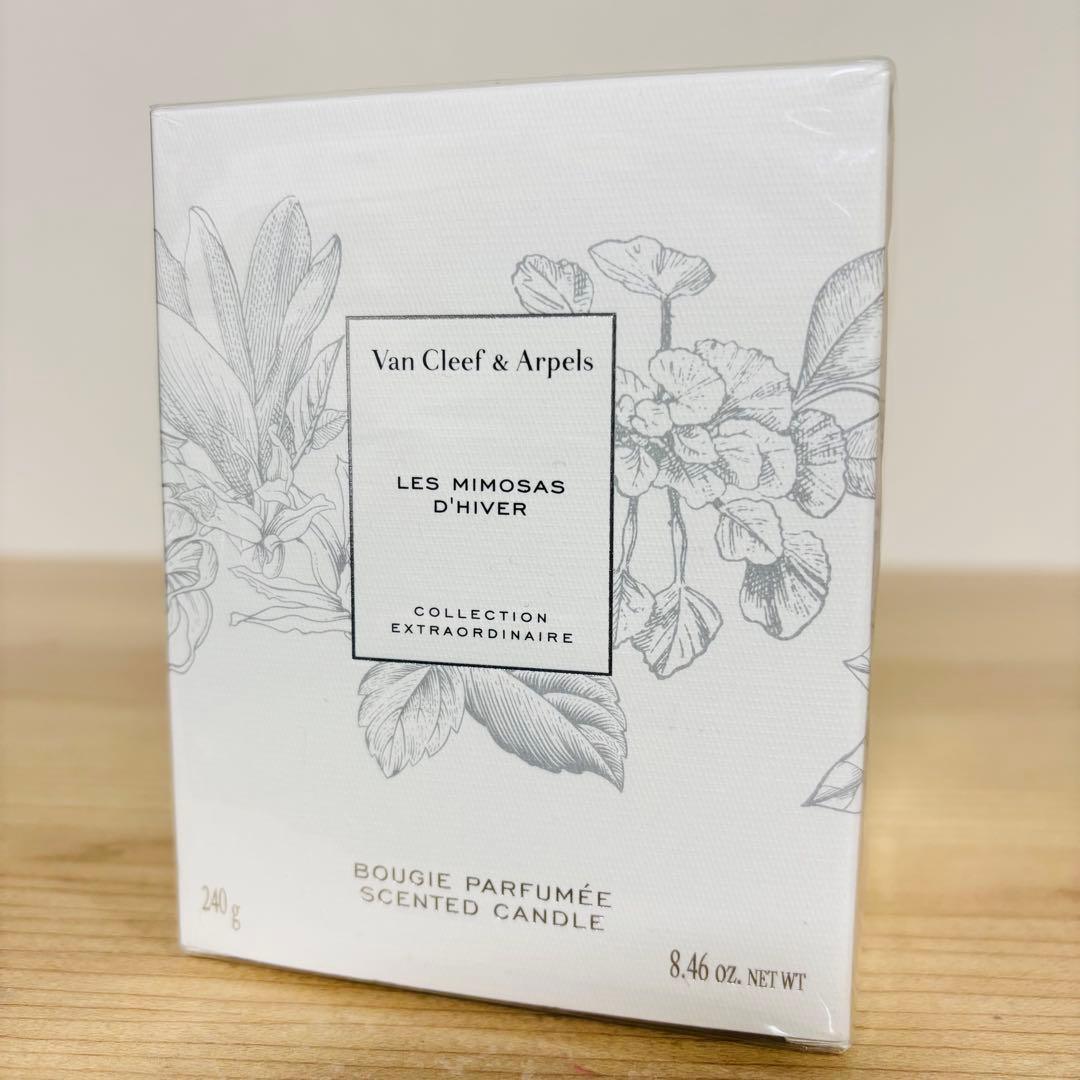 Van Cleef & Arpels
LES MIMOSAS
D'HIVER
COLLECTION
EXTRAORDINAIRE
BOUGIE PARFUMÉE
SCENTED CANDLE
240 g
8.46 oz. NET WT